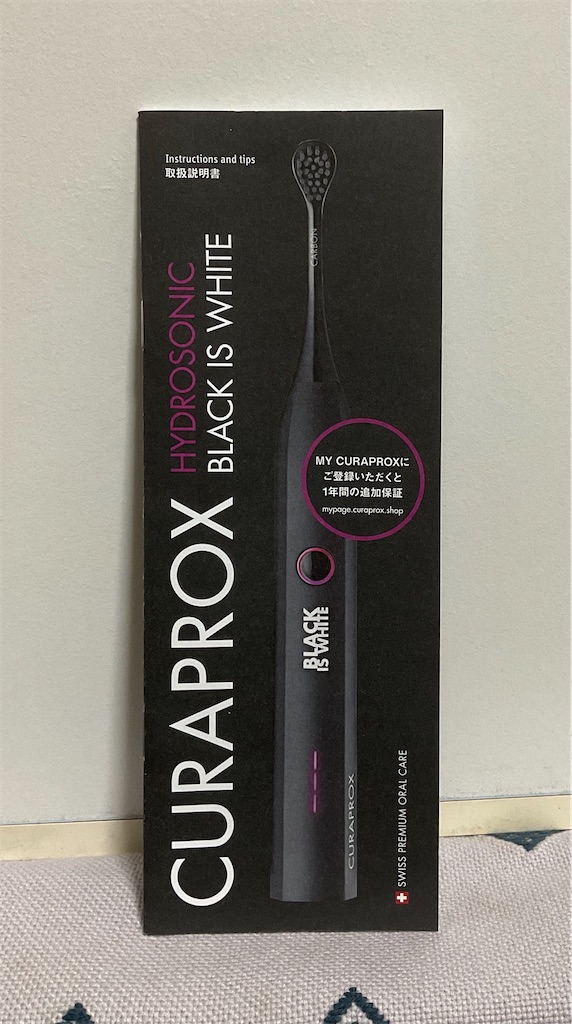 Instructions and tips
取扱説明書
CURAPROX
HYDROSONIC
BLACK IS WHITE
CARBON
MY CURAPROXに
ご登録いただくと
1年間の追加保証
mypage.curaprox.shop
BLACK
IS WHITE
CURAPROX
SWISS PREMIUM ORAL CARE